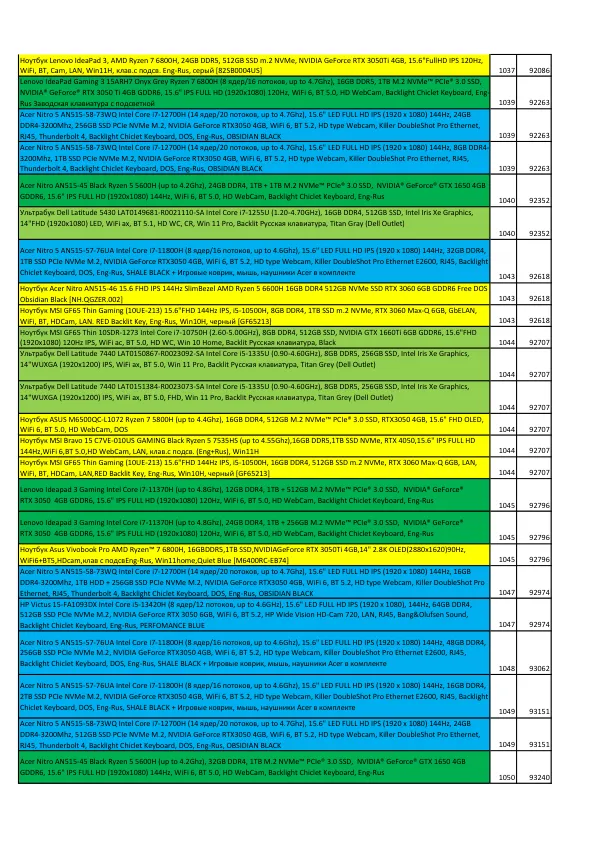 Ноутбук Lenovo IdeaPad 3, AMD Ryzen 7 6800H, 24GB DDR5, 512GB SSD m.2 NVMe, NVIDIA GeForce RTX 3050Ti 4GB, 15.6"FullHD IPS 120Hz,
WiFi, BT, Cam, LAN, Win11H, клав.с подсв. Eng-Rus, серый [82SB0004US] 1037 92086
Lenovo IdeaPad Gaming 3 15ARH7 Onyx Grey Ryzen 7 6800H (8 ядер/16 потоков, up to 4.7Ghz), 16GB DDR5, 1TB M.2 NVMe™ PCIe® 3.0 SSD,
NVIDIA® GeForce® RTX 3050 Ti 4GB GDDR6, 15.6" IPS FULL HD (1920x1080) 120Hz, WiFi 6, BT 5.0, HD WebCam, Backlight Chiclet Keyboard, Eng-
Rus Заводская клавиатура с подсветкой 1039 92263
Acer Nitro 5 AN515-58-73WQ Intel Core i7-12700H (14 ядер/20 потоков, up to 4.7Ghz), 15.6" LED FULL HD IPS (1920 x 1080) 144Hz, 24GB
DDR4-3200Mhz, 256GB SSD PCIe NVMe M.2, NVIDIA GeForce RTX3050 4GB, WiFi 6, BT 5.2, HD type Webcam, Killer DoubleShot Pro Ethernet,
RJ45, Thunderbolt 4, Backlight Chiclet Keyboard, DOS, Eng-Rus, OBSIDIAN BLACK 1039 92263
Acer Nitro 5 AN515-58-73WQ Intel Core i7-12700H (14 ядер/20 потоков, up to 4.7Ghz), 15.6" LED FULL HD IPS (1920 x 1080) 144Hz, 8GB DDR4-
3200Mhz, 1TB SSD PCIe NVMe M.2, NVIDIA GeForce RTX3050 4GB, WiFi 6, BT 5.2, HD type Webcam, Killer DoubleShot Pro Ethernet, RJ45,
Thunderbolt 4, Backlight Chiclet Keyboard, DOS, Eng-Rus, OBSIDIAN BLACK 1039 92263
Acer Nitro AN515-45 Black Ryzen 5 5600H (up to 4.2Ghz), 24GB DDR4, 1TB + 1TB M.2 NVMe™ PCIe® 3.0 SSD, NVIDIA® GeForce® GTX 1650 4GB
GDDR6, 15.6" IPS FULL HD (1920x1080) 144Hz, WiFi 6, BT 5.0, HD WebCam, Backlight Chiclet Keyboard, Eng-Rus 1040 92352
Ультрабук Dell Latitude 5430 LAT0149681-R0021110-SA Intel Core i7-1255U (1.20-4.70GHz), 16GB DDR4, 512GB SSD, Intel Iris Xe Graphics,
14"FHD (1920x1080) LED, WiFi ax, BT 5.1, HD WC, CR, Win 11 Pro, Backlit Русская клавиатура, Titan Gray (Dell Outlet)
1040 92352
Acer Nitro 5 AN515-57-76UA Intel Core i7-11800H (8 ядер/16 потоков, up to 4.6Ghz), 15.6" LED FULL HD IPS (1920 x 1080) 144Hz, 32GB DDR4,
1TB SSD PCIe NVMe M.2, NVIDIA GeForce RTX3050 4GB, WiFi 6, BT 5.2, HD type Webcam, Killer DoubleShot Pro Ethernet E2600, RJ45, Backlight
Chiclet Keyboard, DOS, Eng-Rus, SHALE BLACK + Игровые коврик, мышь, наушники Acer в комплекте 1043 92618
Ноутбук Acer Nitro AN515-46 15.6 FHD IPS 144Hz SlimBezel AMD Ryzen 5 6600H 16GB DDR4 512GB NVMe SSD RTX 3060 6GB GDDR6 Free DOS
Obsidian Black [NH.QGZER.002] 1043 92618
Ноутбук MSI GF65 Thin Gaming (10UE-213) 15.6"FHD 144Hz IPS, i5-10500H, 8GB DDR4, 1TB SSD m.2 NVMe, RTX 3060 Max-Q 6GB, GbELAN,
WiFi, BT, HDCam, LAN. RED Backlit Key, Eng-Rus, Win10H, черный [GF65213] 1043 92618
Ноутбук MSI GF65 Thin 10SDR-1273 Intel Core i7-10750H (2.60-5.00GHz), 8GB DDR4, 512GB SSD, NVIDIA GTX 1660Ti 6GB GDDR6, 15.6"FHD
(1920x1080) 120Hz IPS, WiFi ac, BT 5.0, HD WC, Win 10 Home, Backlit Русская клавиатура, Black 1044 92707
Ультрабук Dell Latitude 7440 LAT0150867-R0023092-SA Intel Core i5-1335U (0.90-4.60GHz), 8GB DDR5, 256GB SSD, Intel Iris Xe Graphics,
14"WUXGA (1920x1200) IPS, WiFi ax, BT 5.0, Win 11 Pro, Backlit Русская клавиатура, Titan Grey (Dell Outlet)
1044 92707
Ультрабук Dell Latitude 7440 LAT0151384-R0023073-SA Intel Core i5-1335U (0.90-4.60GHz), 8GB DDR5, 256GB SSD, Intel Iris Xe Graphics,
14"WUXGA (1920x1200) IPS, WiFi ax, BT 5.0, FHD, Win 11 Pro, Backlit Русская клавиатура, Titan Grey (Dell Outlet)
1044 92707
Ноутбук ASUS M6500QC-L1072 Ryzen 7 5800H (up to 4.4Ghz), 16GB DDR4, 512GB M.2 NVMe™ PCIe® 3.0 SSD, RTX3050 4GB, 15.6" FHD OLED,
WiFi 6, BT 5.0, HD WebCam, DOS 1044 92707
Ноутбук MSI Bravo 15 C7VE-010US GAMING Black Ryzen 5 7535HS (up to 4.55Ghz),16GB DDR5,1TB SSD NVMe, RTX 4050,15.6" IPS FULL HD
144Hz,WiFi 6,BT5.0,HD WebCam, LAN, клав.с подсв. (Eng+Rus), Win11H 1044 92707
Ноутбук MSI GF65 Thin Gaming (10UE-213) 15.6"FHD 144Hz IPS, i5-10500H, 16GB DDR4, 512GB SSD m.2 NVMe, RTX 3060 Max-Q 6GB, LAN,
WiFi, BT, HDCam, LAN,RED Backlit Key, Eng-Rus, Win10H, черный [GF65213] 1044 92707
Lenovo Ideapad 3 Gaming Intel Core i7-11370H (up to 4.8Ghz), 12GB DDR4, 1TB + 512GB M.2 NVMe™ PCIe® 3.0 SSD, NVIDIA® GeForce®
RTX 3050 4GB GDDR6, 15.6" IPS FULL HD (1920x1080) 120Hz, WiFi 6, BT 5.0, HD WebCam, Backlight Chiclet Keyboard, Eng-Rus
1045 92796
Lenovo Ideapad 3 Gaming Intel Core i7-11370H (up to 4.8Ghz), 24GB DDR4, 1TB + 256GB M.2 NVMe™ PCIe® 3.0 SSD, NVIDIA® GeForce®
RTX 3050 4GB GDDR6, 15.6" IPS FULL HD (1920x1080) 120Hz, WiFi 6, BT 5.0, HD WebCam, Backlight Chiclet Keyboard, Eng-Rus
1045 92796
Ноутбук Asus Vivobook Pro AMD Ryzen™ 7 6800H, 16GBDDR5,1TB SSD,NVIDIAGeForce RTX 3050Ti 4GB,14" 2.8K OLED[2880x1620]90Hz,
WiFi6+BT5,HDcam,клав с подсвEng-Rus, Win11home,Quiet Blue [M6400RC-EB74] 1045 92796
Acer Nitro 5 AN515-58-73WQ Intel Core i7-12700H (14 ядер/20 потоков, up to 4.7Ghz), 15.6" LED FULL HD IPS (1920 x 1080) 144Hz, 16GB
DDR4-3200Mhz, 1TB HDD + 256GB SSD PCIe NVMe M.2, NVIDIA GeForce RTX3050 4GB, WiFi 6, BT 5.2, HD type Webcam, Killer DoubleShot Pro
Ethernet, RJ45, Thunderbolt 4, Backlight Chiclet Keyboard, DOS, Eng-Rus, OBSIDIAN BLACK 1047 92974
HP Victus 15-FA1093DX Intel Core i5-13420H (8 ядер/12 потоков, up to 4.6Ghz), 15.6" LED FULL HD IPS (1920 x 1080), 144Hz, 64GB DDR4,
512GB SSD PCIe NVMe M.2, NVIDIA GeForce RTX3050 6GB, WiFi 6, BT 5.2, HP Wide Vision HD-Cam 720, LAN, RJ45, Bang&Olufsen Sound,
Backlight Chiclet Keyboard, Eng-Rus, PERFOMANCE BLUE 1047 92974
Acer Nitro 5 AN515-57-76UA Intel Core i7-11800H (8 ядер/16 потоков, up to 4.6Ghz), 15.6" LED FULL HD IPS (1920 x 1080) 144Hz, 48GB DDR4,
256GB SSD PCIe NVMe M.2, NVIDIA GeForce RTX3050 4GB, WiFi 6, BT 5.2, HD type Webcam, Killer DoubleShot Pro Ethernet E2600, RJ45,
Backlight Chiclet Keyboard, DOS, Eng-Rus, SHALE BLACK + Игровые коврик, мышь, наушники Acer в комплекте 1048 93062
Acer Nitro 5 AN515-57-76UA Intel Core i7-11800H (8 ядер/16 потоков, up to 4.6Ghz), 15.6" LED FULL HD IPS (1920 x 1080) 144Hz, 16GB DDR4,
2TB SSD PCIe NVMe M.2, NVIDIA GeForce RTX3050 4GB, WiFi 6, BT 5.2, HD type Webcam, Killer DoubleShot Pro Ethernet E2600, RJ45, Backlight
Chiclet Keyboard, DOS, Eng-Rus, SHALE BLACK + Игровые коврик, мышь, наушники Acer в комплекте 1049 93151
Acer Nitro 5 AN515-58-73WQ Intel Core i7-12700H (14 ядер/20 потоков, up to 4.7Ghz), 15.6" LED FULL HD IPS (1920 x 1080) 144Hz, 24GB
DDR4-3200Mhz, 512GB SSD PCIe NVMe M.2, NVIDIA GeForce RTX3050 4GB, WiFi 6, BT 5.2, HD type Webcam, Killer DoubleShot Pro Ethernet,
RJ45, Thunderbolt 4, Backlight Chiclet Keyboard, DOS, Eng-Rus, OBSIDIAN BLACK 1049 93151
Acer Nitro AN515-45 Black Ryzen 5 5600H (up to 4.2Ghz), 32GB DDR4, 1TB M.2 NVMe™ PCIe® 3.0 SSD, NVIDIA® GeForce® GTX 1650 4GB
GDDR6, 15.6" IPS FULL HD (1920x1080) 144Hz, WiFi 6, BT 5.0, HD WebCam, Backlight Chiclet Keyboard, Eng-Rus
1050 93240